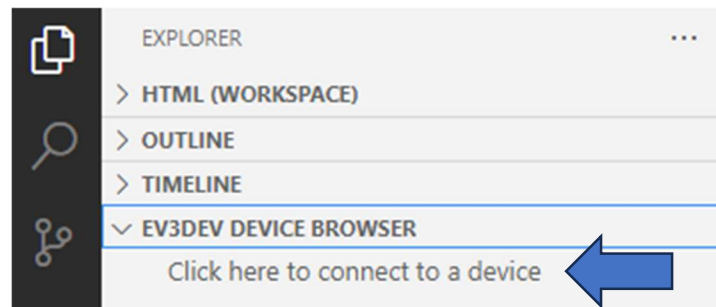 EXPLORER
HTML (WORKSPACE)
OUTLINE
TIMELINE
EV3DEV DEVICE BROWSER
Click here to connect to a device